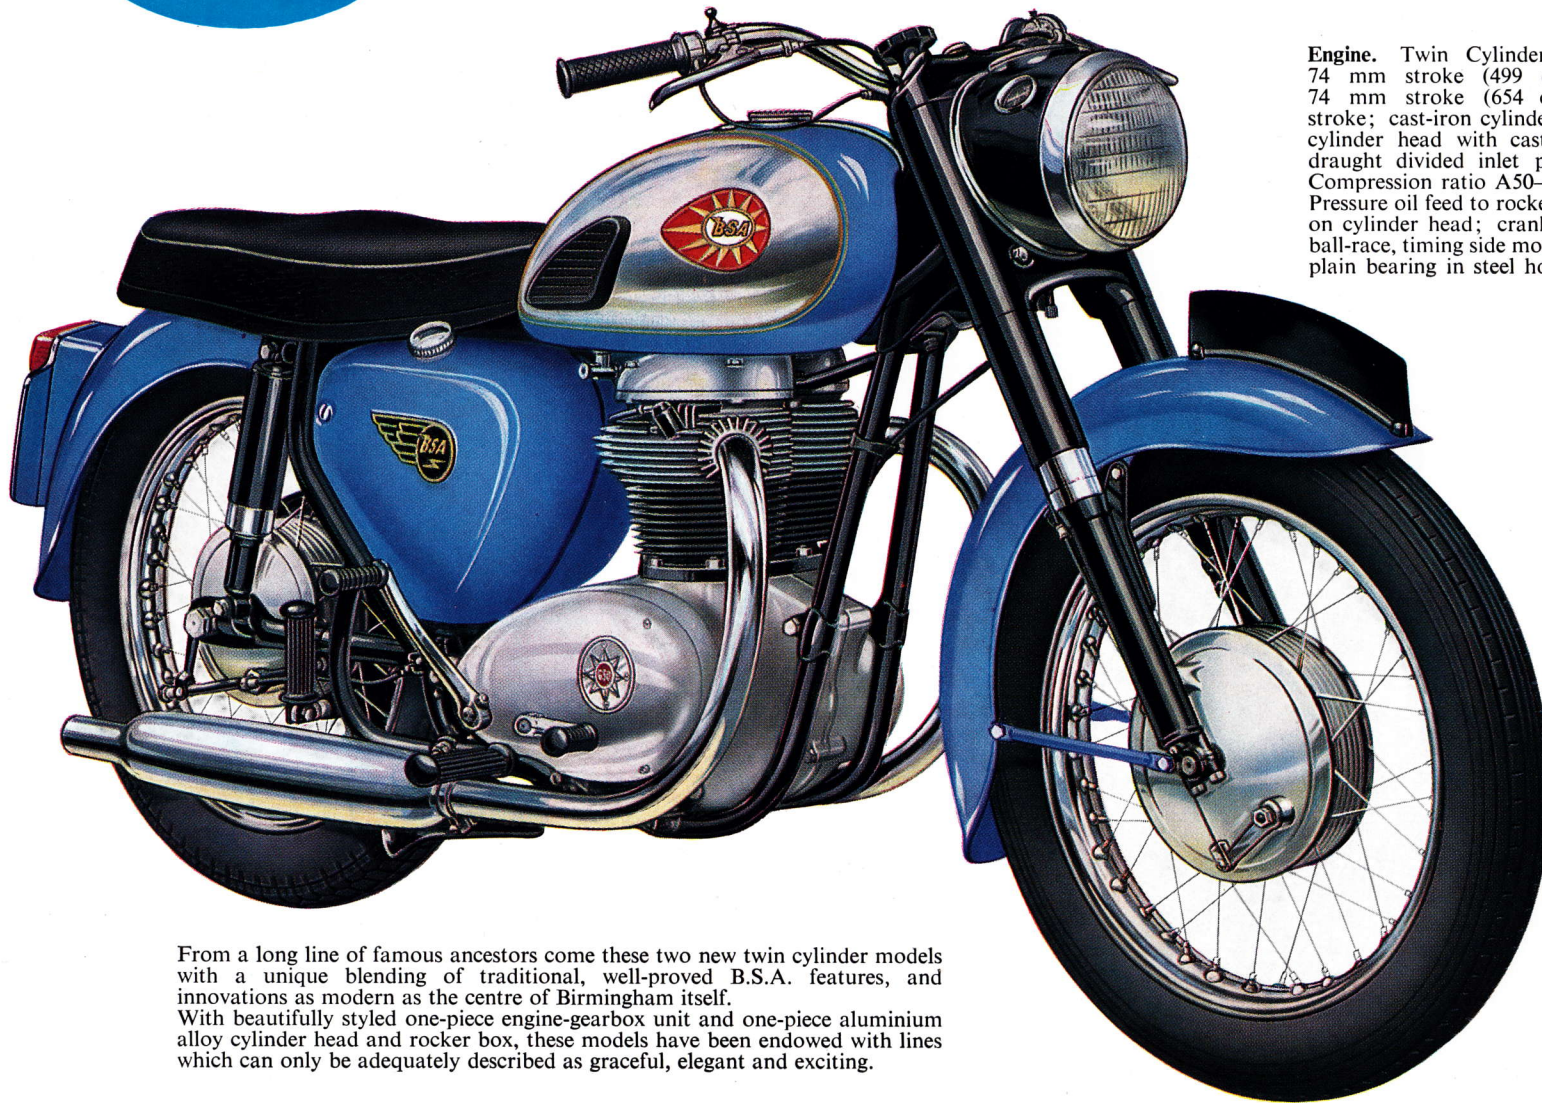 Engine. Twin Cylinder
74 mm stroke (499
74 mm stroke (654
stroke; cast-iron
cylinder head with cast
draught divided inlet
Compression ratio A50–
Pressure oil feed to
on cylinder head;
ball-race, timing side
plain bearing in steel
BSA
BSA
From a long line of famous ancestors come these two new twin cylinder models
with a unique blending of traditional, well-proved B.S.A. features, and
innovations as modern as the centre of Birmingham itself.
With beautifully styled one-piece engine-gearbox unit and one-piece aluminium
alloy cylinder head and rocker box, these models have been endowed with lines
which can only be adequately described as graceful, elegant and exciting.